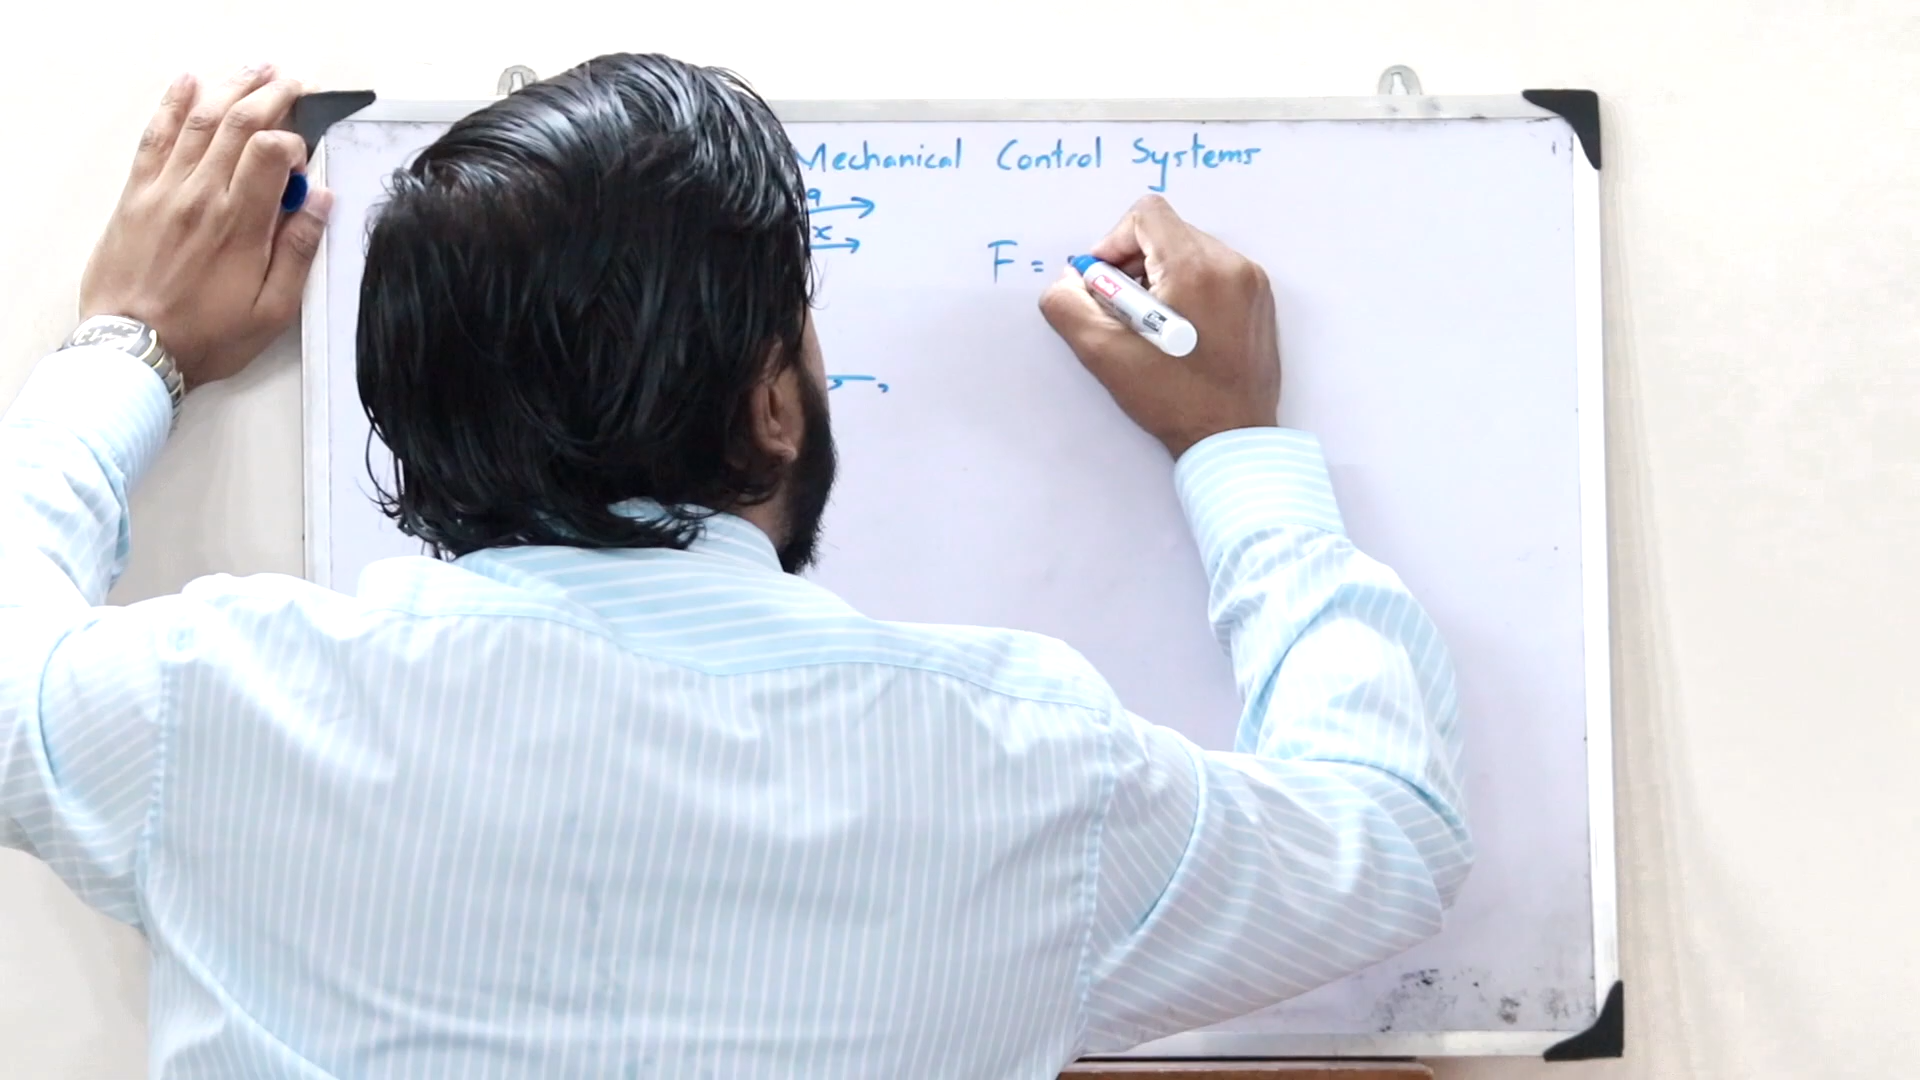 Mechanical Control Systems
a
x
F =